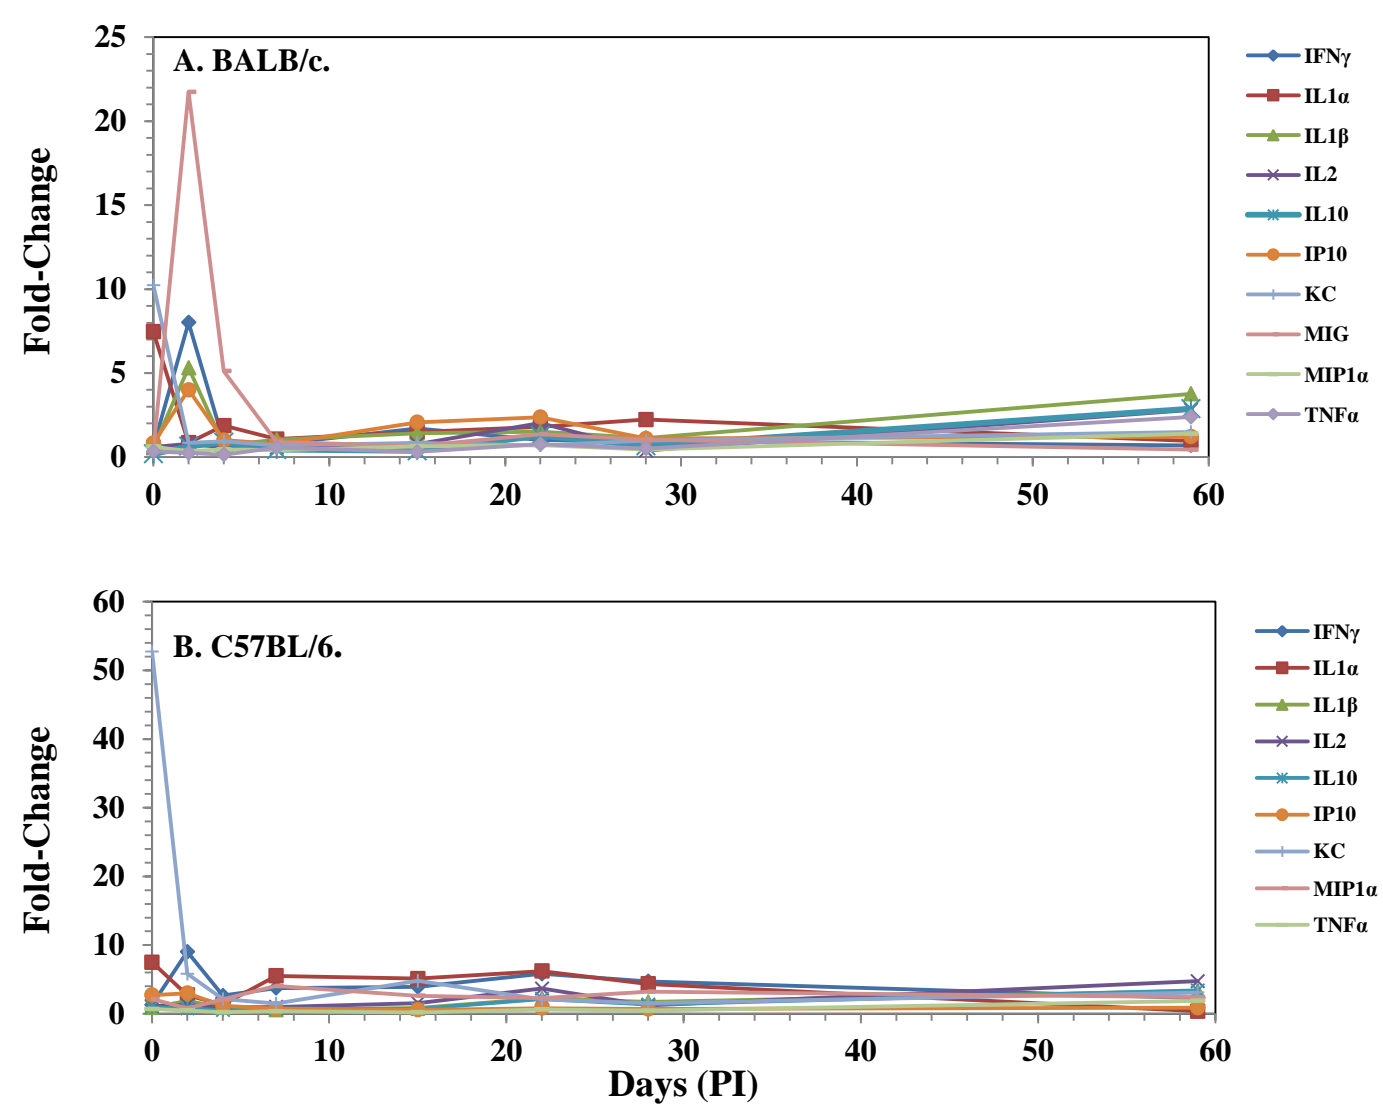 A. BALB/c.
Fold-Change
25
20
15
10
5
0
0 10 20 30 40 50 60
IFNγ
IL1α
IL1β
IL2
IL10
IP10
KC
MIG
MIP1α
TNFα
B. C57BL/6.
Fold-Change
60
50
40
30
20
10
0
0 10 20 30 40 50 60
Days (PI)
IFNγ
IL1α
IL1β
IL2
IL10
IP10
KC
MIP1α
TNFα